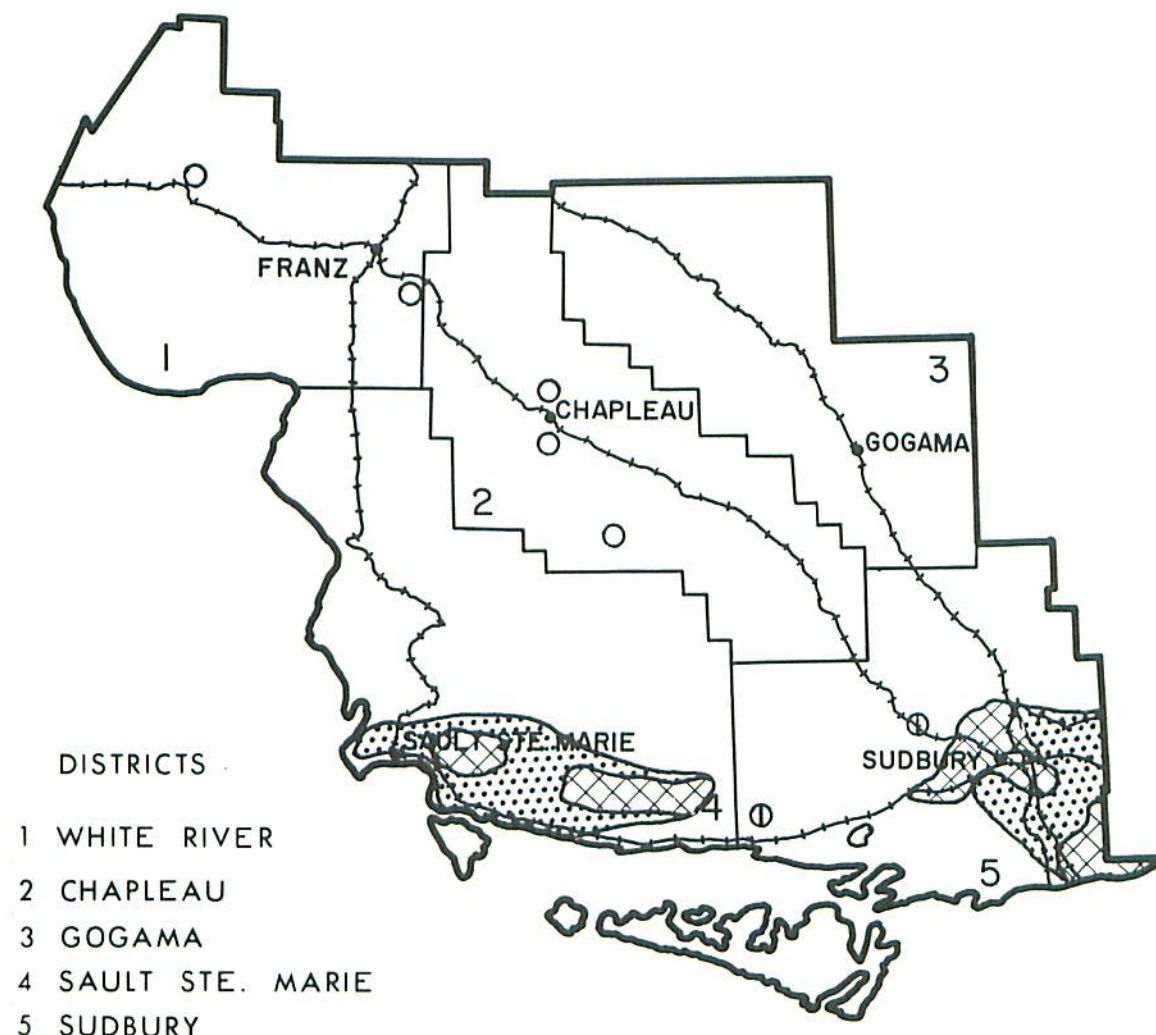 FRANZ
1
3
CHAPLEAU
GOGAMA
2
SAULT STE. MARIE
SUDBURY
4
5
DISTRICTS
1 WHITE RIVER
2 CHAPLEAU
3 GOGAMA
4 SAULT STE. MARIE
5 SUDBURY